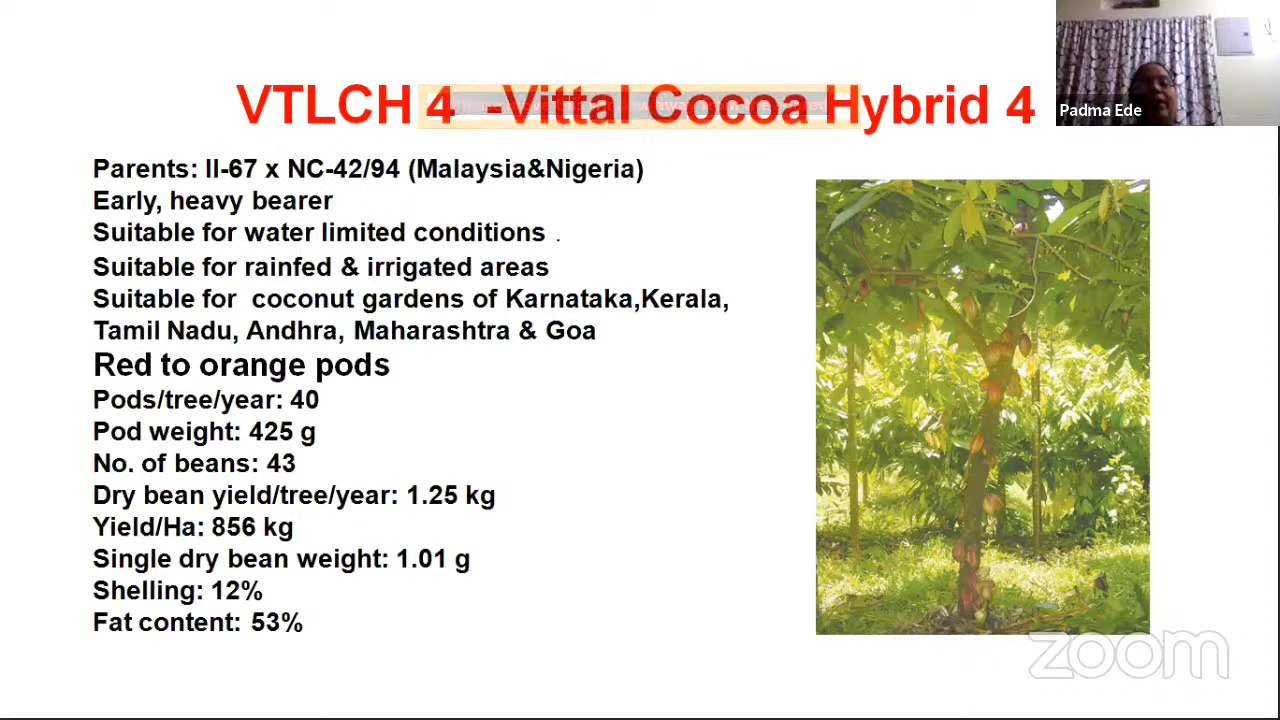 VTLCH 4 -Vittal Cocoa Hybrid 4
Padma Ede
Parents: II-67 x NC-42/94 (Malaysia&Nigeria)
Early, heavy bearer
Suitable for water limited conditions .
Suitable for rainfed & irrigated areas
Suitable for coconut gardens of Karnataka,Kerala,
Tamil Nadu, Andhra, Maharashtra & Goa
Red to orange pods
Pods/tree/year: 40
Pod weight: 425 g
No. of beans: 43
Dry bean yield/tree/year: 1.25 kg
Yield/Ha: 856 kg
Single dry bean weight: 1.01 g
Shelling: 12%
Fat content: 53%
zoom